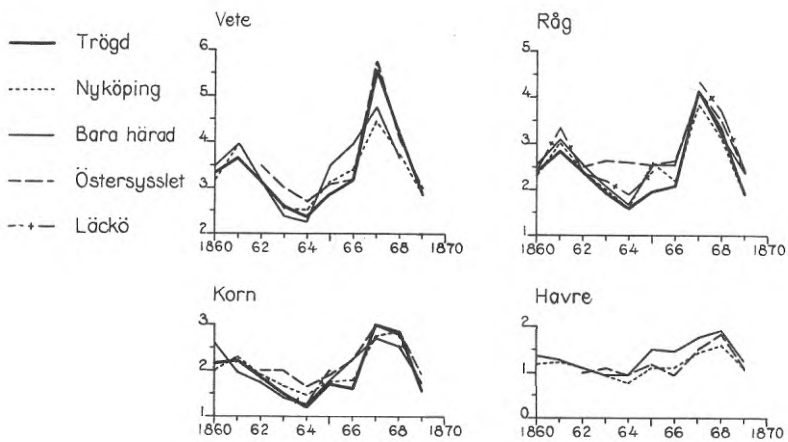 Trögd
Nyköping
Bara härad
Östersysslet
Läckö
Vete
6
5
4
3
2
1860 62 64 66 68 1870
Råg
5
4
3
2
1
1860 62 64 66 68 1870
Korn
3
2
1
1860 62 64 66 68 1870
Havre
2
1
0
1860 62 64 66 68 1870